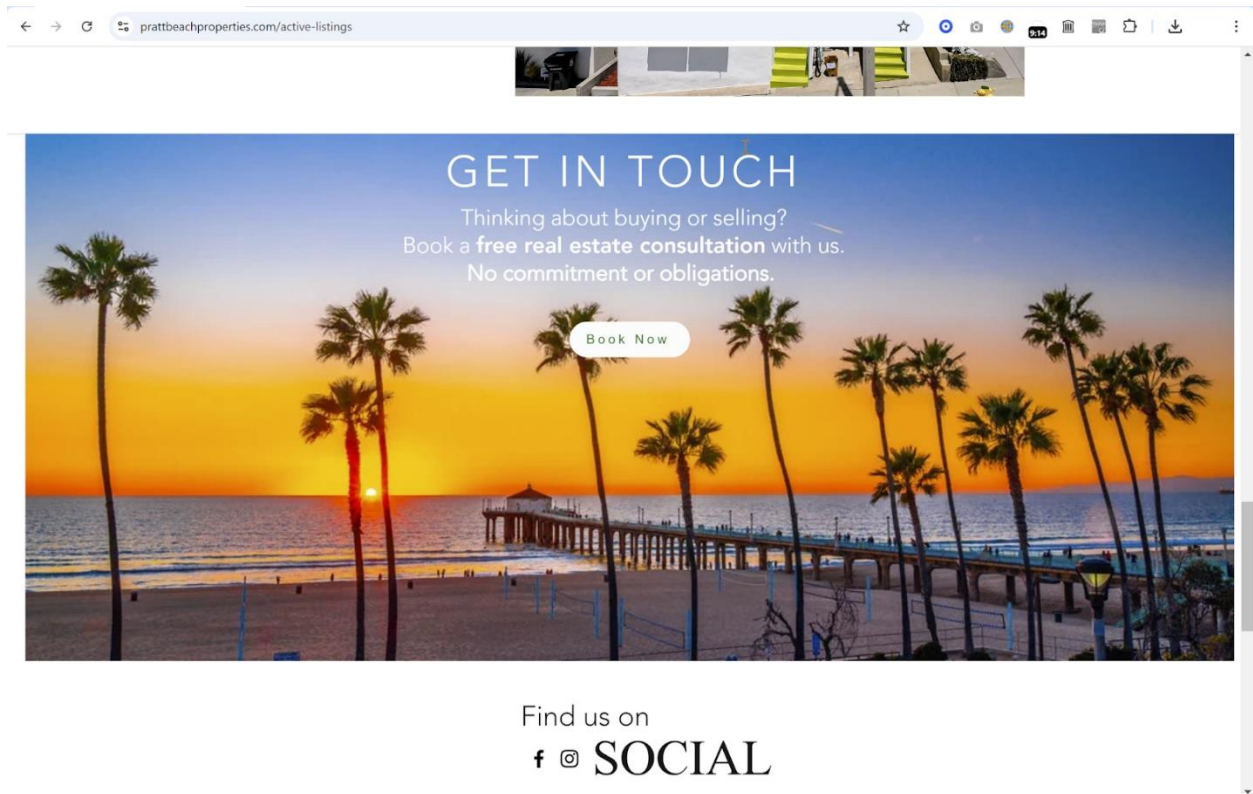 prattbeachproperties.com/active-listings
9:14
GET IN TOUCH
Thinking about buying or selling?
Book a free real estate consultation with us.
No commitment or obligations.
Book Now
Find us on
SOCIAL